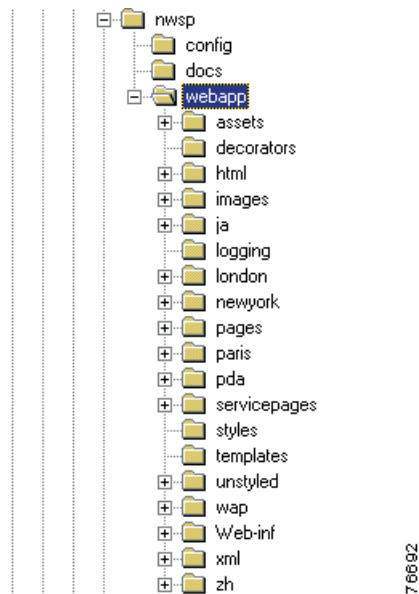 nwsp
config
docs
webapp
assets
decorators
html
images
ja
logging
london
newyork
pages
paris
pda
servicepages
styles
templates
unstyled
wap
Web-inf
xml
zh
76692